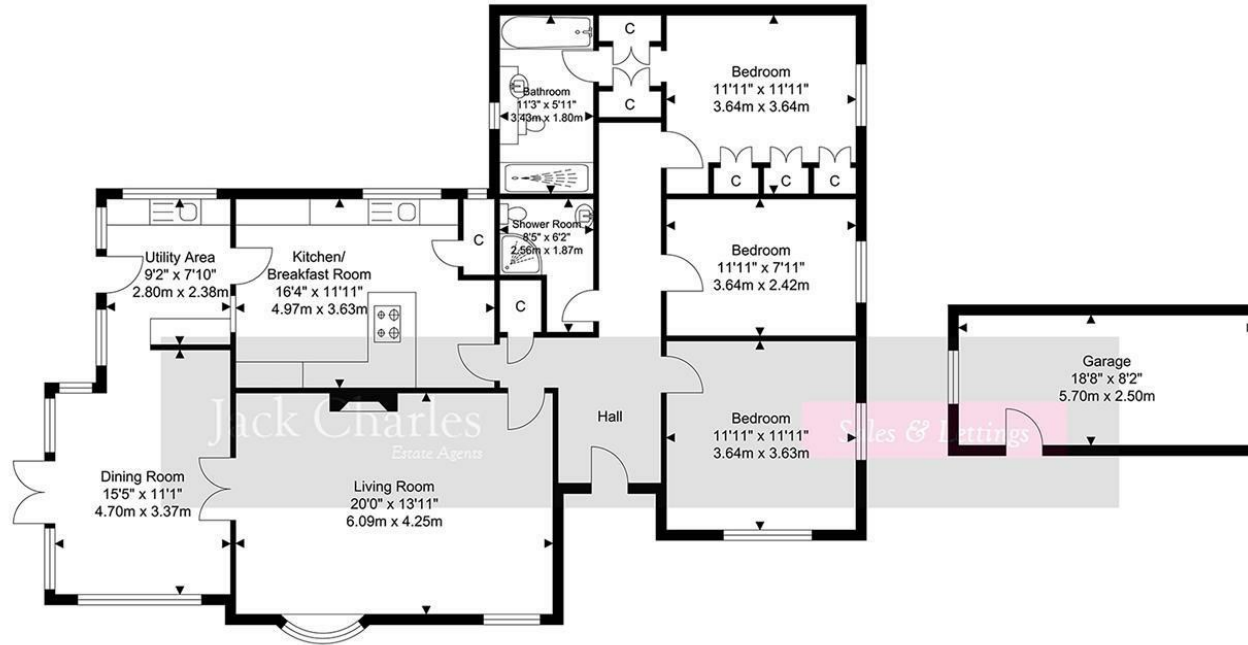 C
Bedroom
11'11" x 11'11"
3.64m x 3.64m
Bathroom
11'3" x 5'11"
3.43m x 1.80m
C
C
C
C
Shower Room
8'5" x 6'2"
2.56m x 1.87m
C
Utility Area
9'2" x 7'10"
2.80m x 2.38m
Kitchen/
Breakfast Room
16'4" x 11'11"
4.97m x 3.63m
Bedroom
11'11" x 7'11"
3.64m x 2.42m
C
Garage
18'8" x 8'2"
5.70m x 2.50m
Hall
Bedroom
11'11" x 11'11"
3.64m x 3.63m
Jack Charles
Estate Agents
Sales & Lettings
Dining Room
15'5" x 11'1"
4.70m x 3.37m
Living Room
20'0" x 13'11"
6.09m x 4.25m